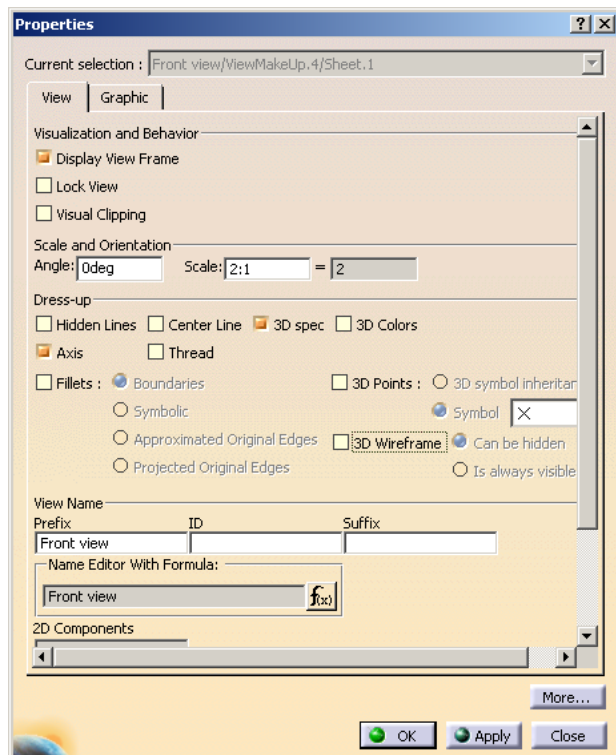 Properties
Current selection : Front view/ViewMakeUp.4/Sheet.1
View Graphic
Visualization and Behavior
Display View Frame
Lock View
Visual Clipping
Scale and Orientation
Angle: 0deg Scale: 2:1 = 2
Dress-up
Hidden Lines Center Line 3D spec 3D Colors
Axis Thread
Fillets : Boundaries 3D Points : 3D symbol inheritan
Symbolic Symbol
Approximated Original Edges 3D Wireframe Can be hidden
Projected Original Edges Is always visible
View Name
Prefix ID Suffix
Front view
Name Editor With Formula:
Front view f(x)
2D Components
More...
OK Apply Close